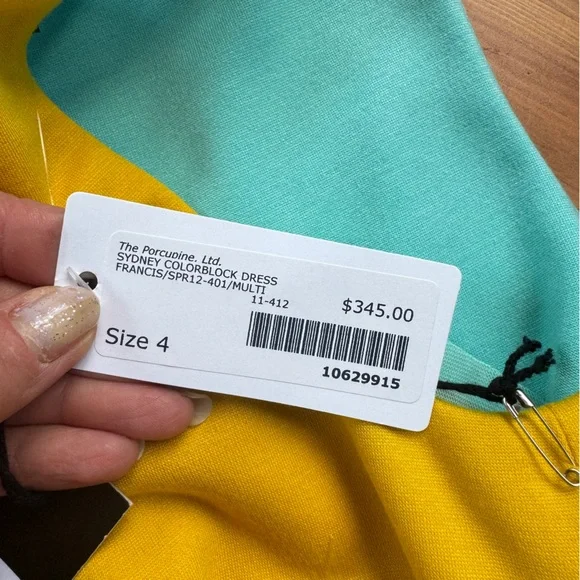 The Porcupine, Ltd.
SYDNEY COLORBLOCK DRESS
FRANCIS/SPR12-401/MULTI
11-412
$345.00
Size 4
10629915